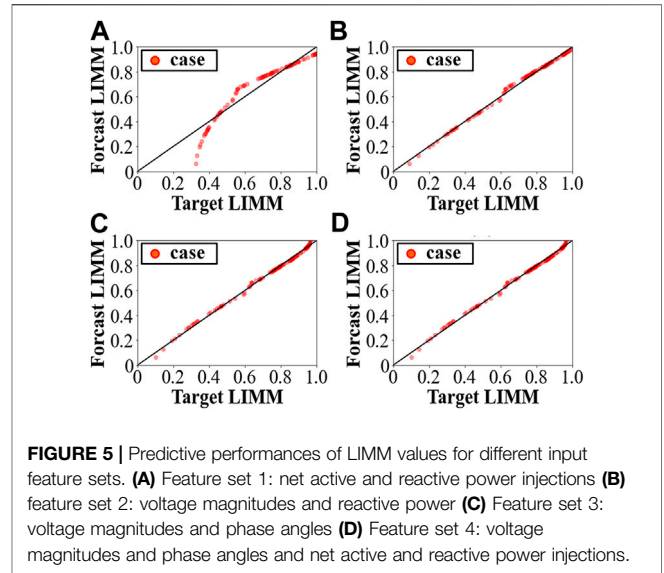 A
B
1.0
0.8
0.6
0.4
0.2
0
Forcast LIMM
case
0 0.2 0.4 0.6 0.8 1.0
Target LIMM
1.0
0.8
0.6
0.4
0.2
0
Forcast LIMM
case
0 0.2 0.4 0.6 0.8 1.0
Target LIMM
C
D
1.0
0.8
0.6
0.4
0.2
0
Forcast LIMM
case
0 0.2 0.4 0.6 0.8 1.0
Target LIMM
1.0
0.8
0.6
0.4
0.2
0
Forcast LIMM
case
0 0.2 0.4 0.6 0.8 1.0
Target LIMM
FIGURE 5 | Predictive performances of LIMM values for different input
feature sets. (A) Feature set 1: net active and reactive power injections (B)
feature set 2: voltage magnitudes and reactive power (C) Feature set 3:
voltage magnitudes and phase angles (D) Feature set 4: voltage
magnitudes and phase angles and net active and reactive power injections.